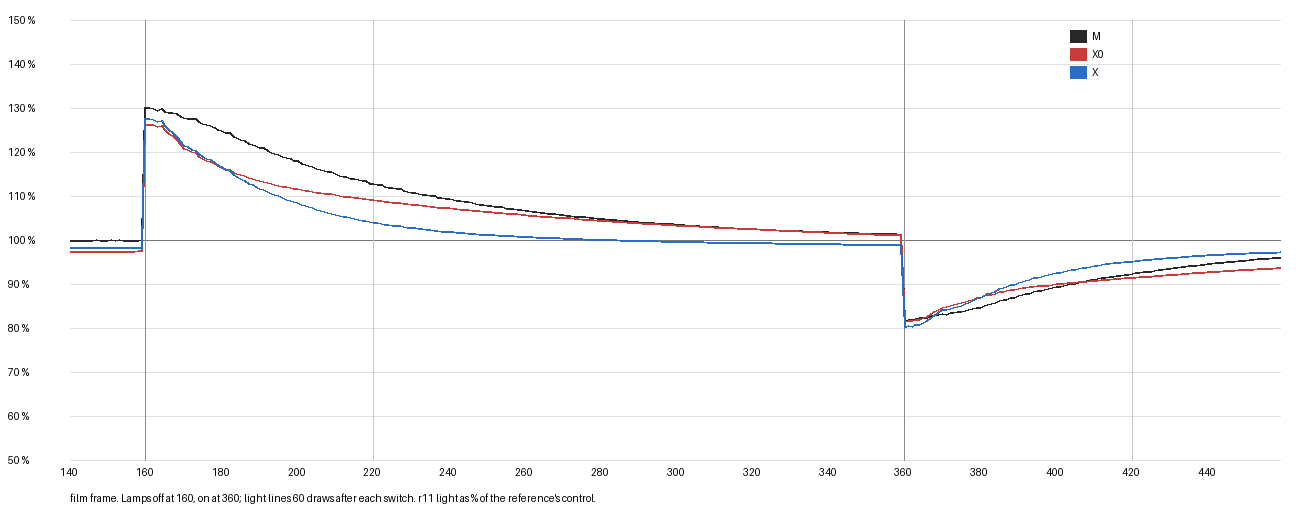 150 %
140 %
130 %
120 %
110 %
100 %
90 %
80 %
70 %
60 %
50 %
M
X0
X
140 160 180 200 220 240 260 280 300 320 340 360 380 400 420 440
film frame. Lamps off at 160, on at 360; light lines 60 draws after each switch. r11 light as % of the reference's control.